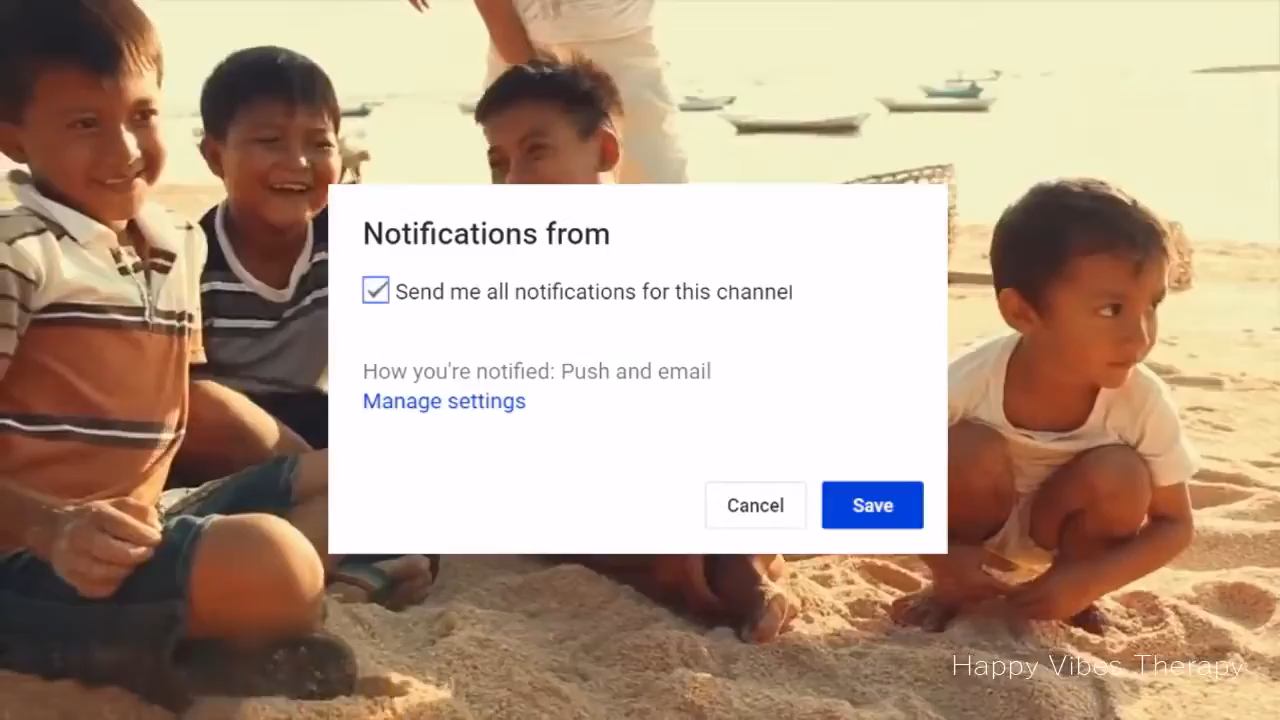 Notifications from
Send me all notifications for this channel
How you're notified: Push and email
Manage settings
Cancel
Save
Happy Vibes Therapy